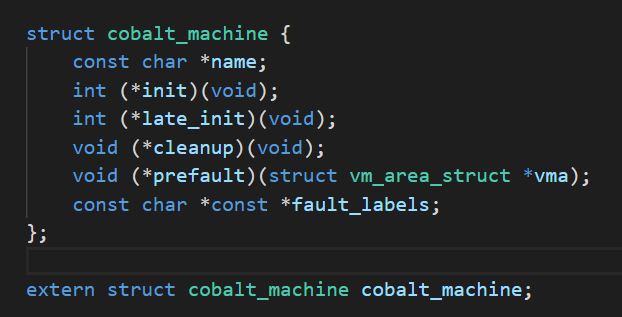 struct cobalt_machine {
    const char *name;
    int (*init)(void);
    int (*late_init)(void);
    void (*cleanup)(void);
    void (*prefault)(struct vm_area_struct *vma);
    const char *const *fault_labels;
};

extern struct cobalt_machine cobalt_machine;